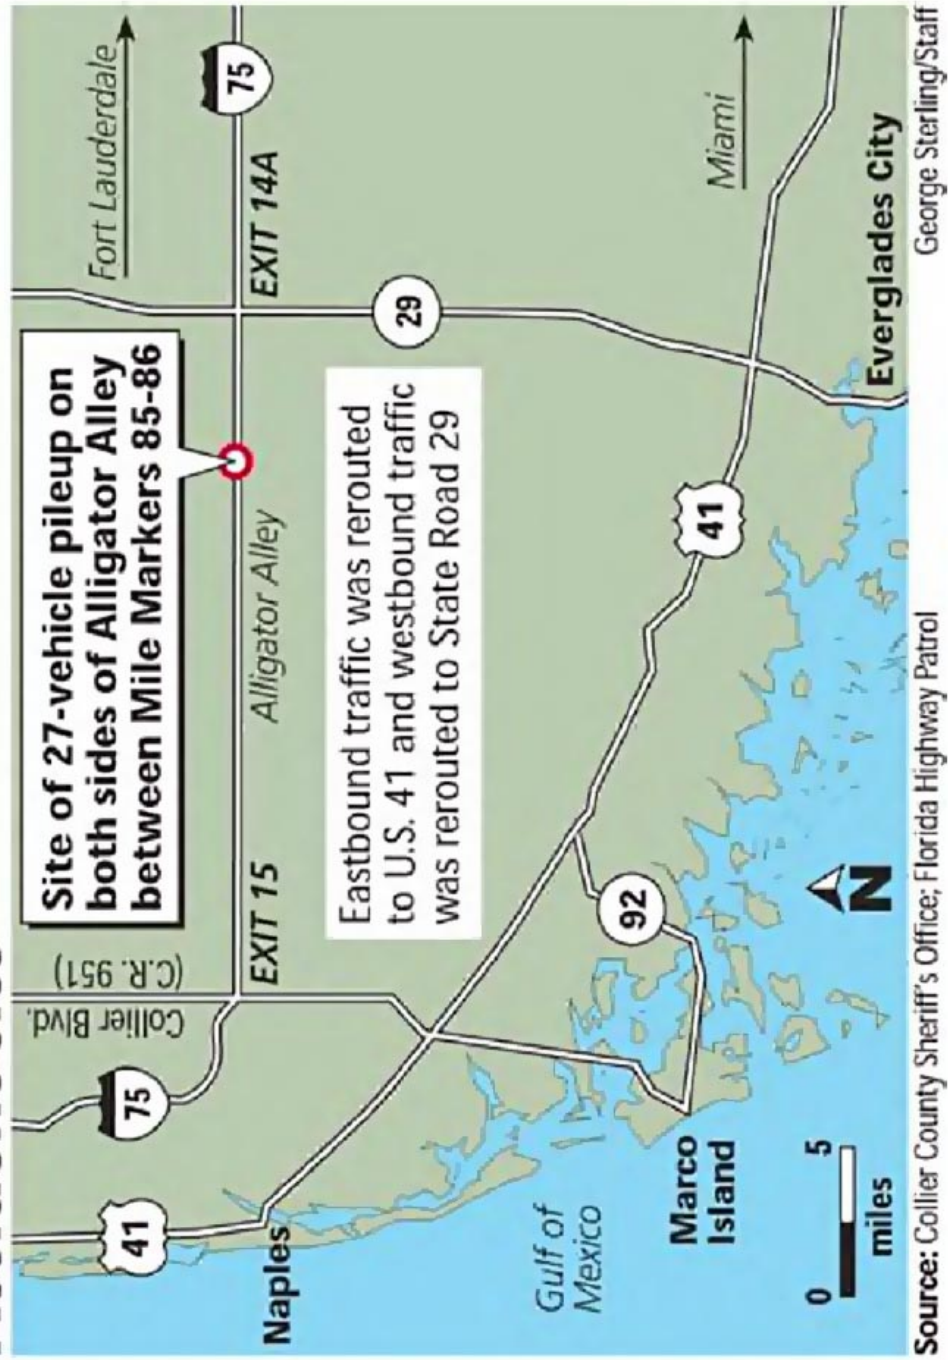 Fort Lauderdale
75
EXIT 14A
Site of 27-vehicle pileup on
both sides of Alligator Alley
between Mile Markers 85-86
29
Miami
Everglades City
Alligator Alley
Eastbound traffic was rerouted
to U.S. 41 and westbound traffic
was rerouted to State Road 29
41
EXIT 15
Collier Blvd.
(C.R. 951)
75
92
N
41
Naples
Gulf of
Mexico
Marco
Island
0 5
miles
Source: Collier County Sheriff's Office; Florida Highway Patrol
George Sterling/Staff